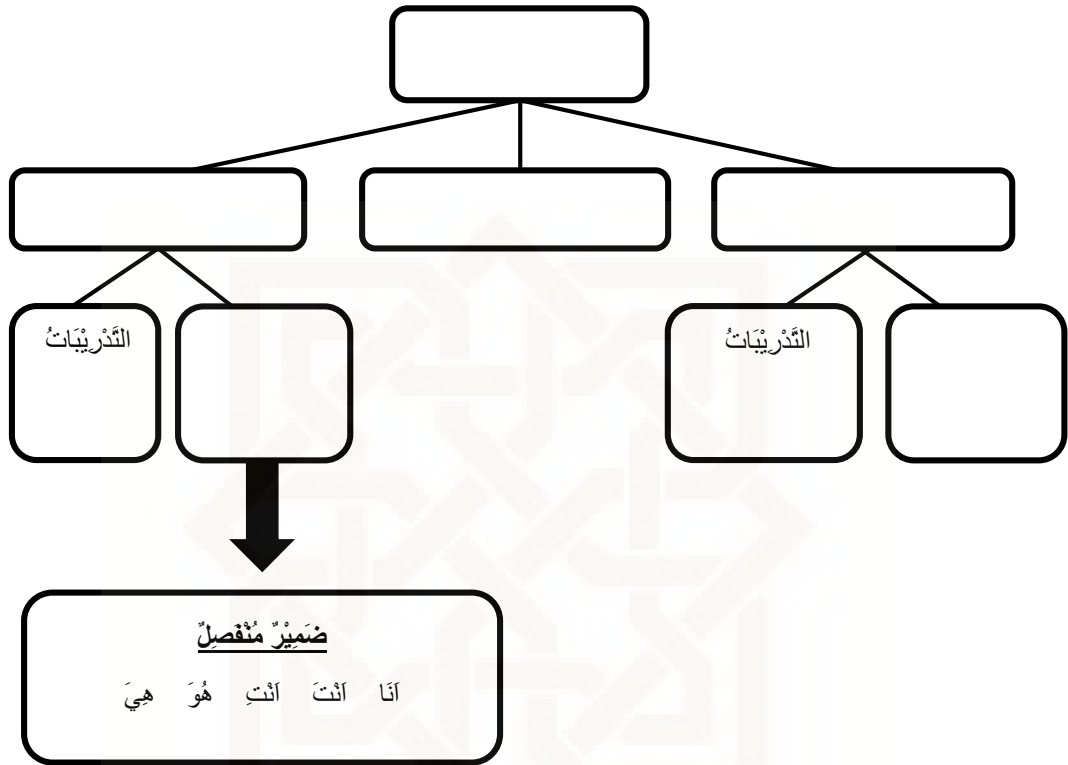 التَّدْرِيْبَاتُ
التَّدْرِيْبَاتُ
ضَمِيْرٌ مُنْفَصِلٌ
اَنَا اَنْتَ اَنْتِ هُوَ هِيَ